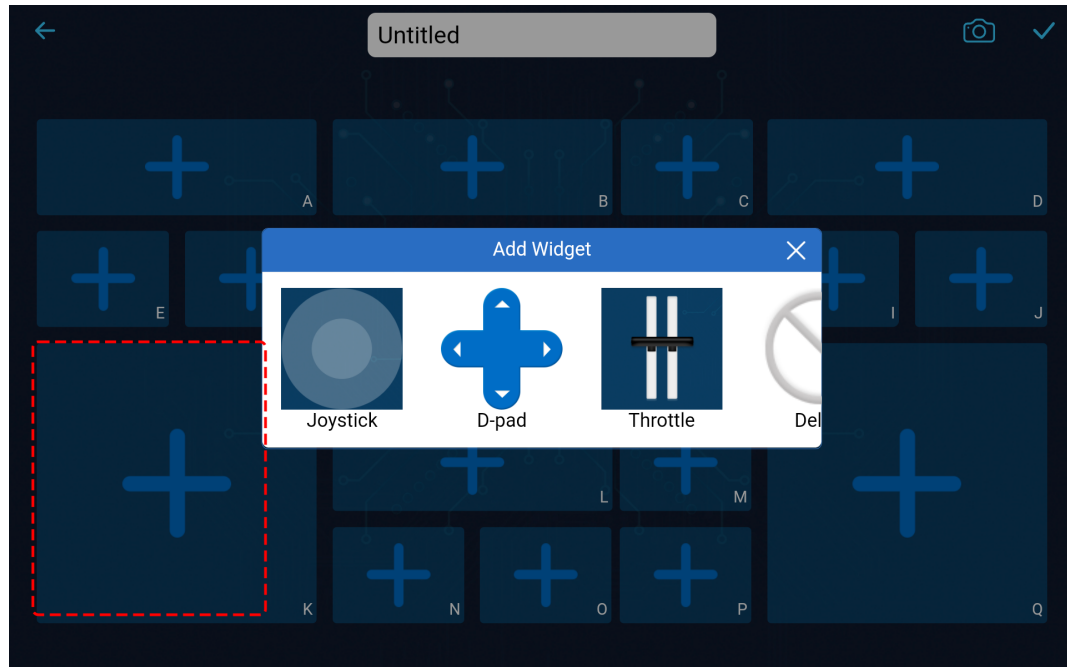 Untitled
A
B
C
D
E
Add Widget
I
J
Joystick
D-pad
Throttle
Del
K
L
M
N
O
P
Q